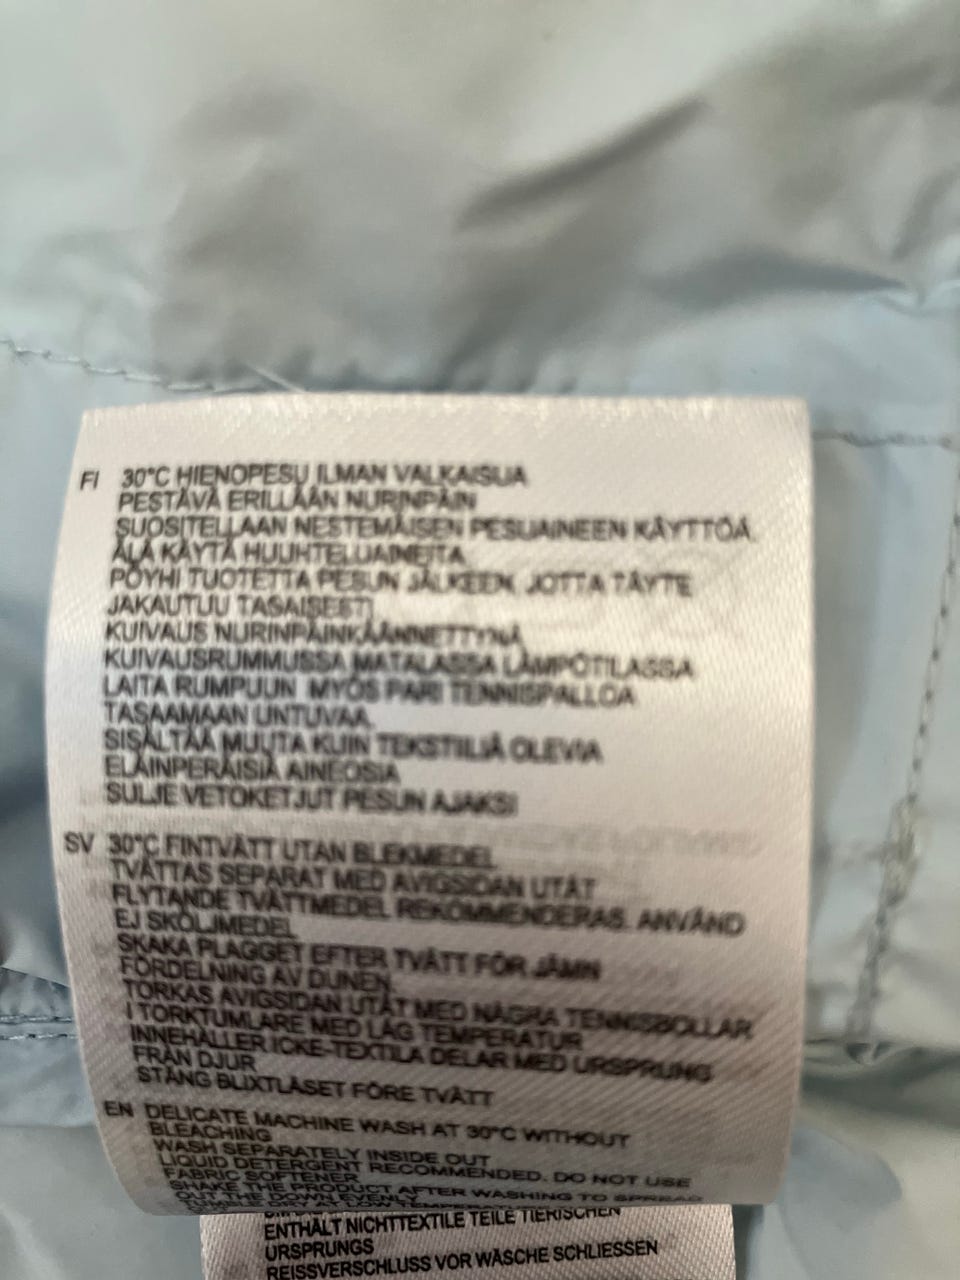 FI 30°C HIENOPESU ILMAN VALKAISUA
PESTÄVÄ ERILLÄÄN NURINPÄIN
SUOSITELLAAN NESTEMÄISEN PESUAINEEN KÄYTTÖÄ.
ÄLÄ KÄYTÄ HUUHTELUAINEITA.
PÖYHI TUOTETTA PESUN JÄLKEEN, JOTTA TÄYTE
JAKAUTUU TASAISESTI
KUIVAUS NURINPÄINKÄÄNNETTYNÄ
KUIVAUSRUMMUSSA MATALASSA LÄMPÖTILASSA
LAITA RUMPUUN MYÖS PARI TENNISPALLOA
TASAAMAAN UNTUVAA.
SISÄLTÄÄ MUUTA KUIN TEKSTIILIÄ OLEVIA
ELÄINPERÄISIÄ AINEOSIA
SULJE VETOKETJUT PESUN AJAKSI
SV 30°C FINTVÄTT UTAN BLEKMEDEL
TVÄTTAS SEPARAT MED AVIGSIDAN UTÅT
FLYTANDE TVÄTTMEDEL REKOMMENDERAS. ANVÄND
EJ SKÖLJMEDEL
SKAKA PLAGGET EFTER TVÄTT FÖR JÄMN
FÖRDELNING AV DUNEN.
TORKAS AVIGSIDAN UTÅT MED NÅGRA TENNISBOLLAR
I TORKTUMLARE MED LÅG TEMPERATUR
INNEHÅLLER ICKE-TEXTILA DELAR MED URSPRUNG
FRÅN DJUR
STÄNG BLIXTLÅSET FÖRE TVÄTT
EN DELICATE MACHINE WASH AT 30°C WITHOUT
BLEACHING
WASH SEPARATELY INSIDE OUT
LIQUID DETERGENT RECOMMENDED. DO NOT USE
FABRIC SOFTENER
SHAKE THE PRODUCT AFTER WASHING TO SPREAD
OUT THE DOWN EVENLY
DRY AT LOW
ENTHÄLT NICHTTEXTILE TEILE TIERISCHEN
URSPRUNGS
REISSVERSCHLUSS VOR WÄSCHE SCHLIESSEN